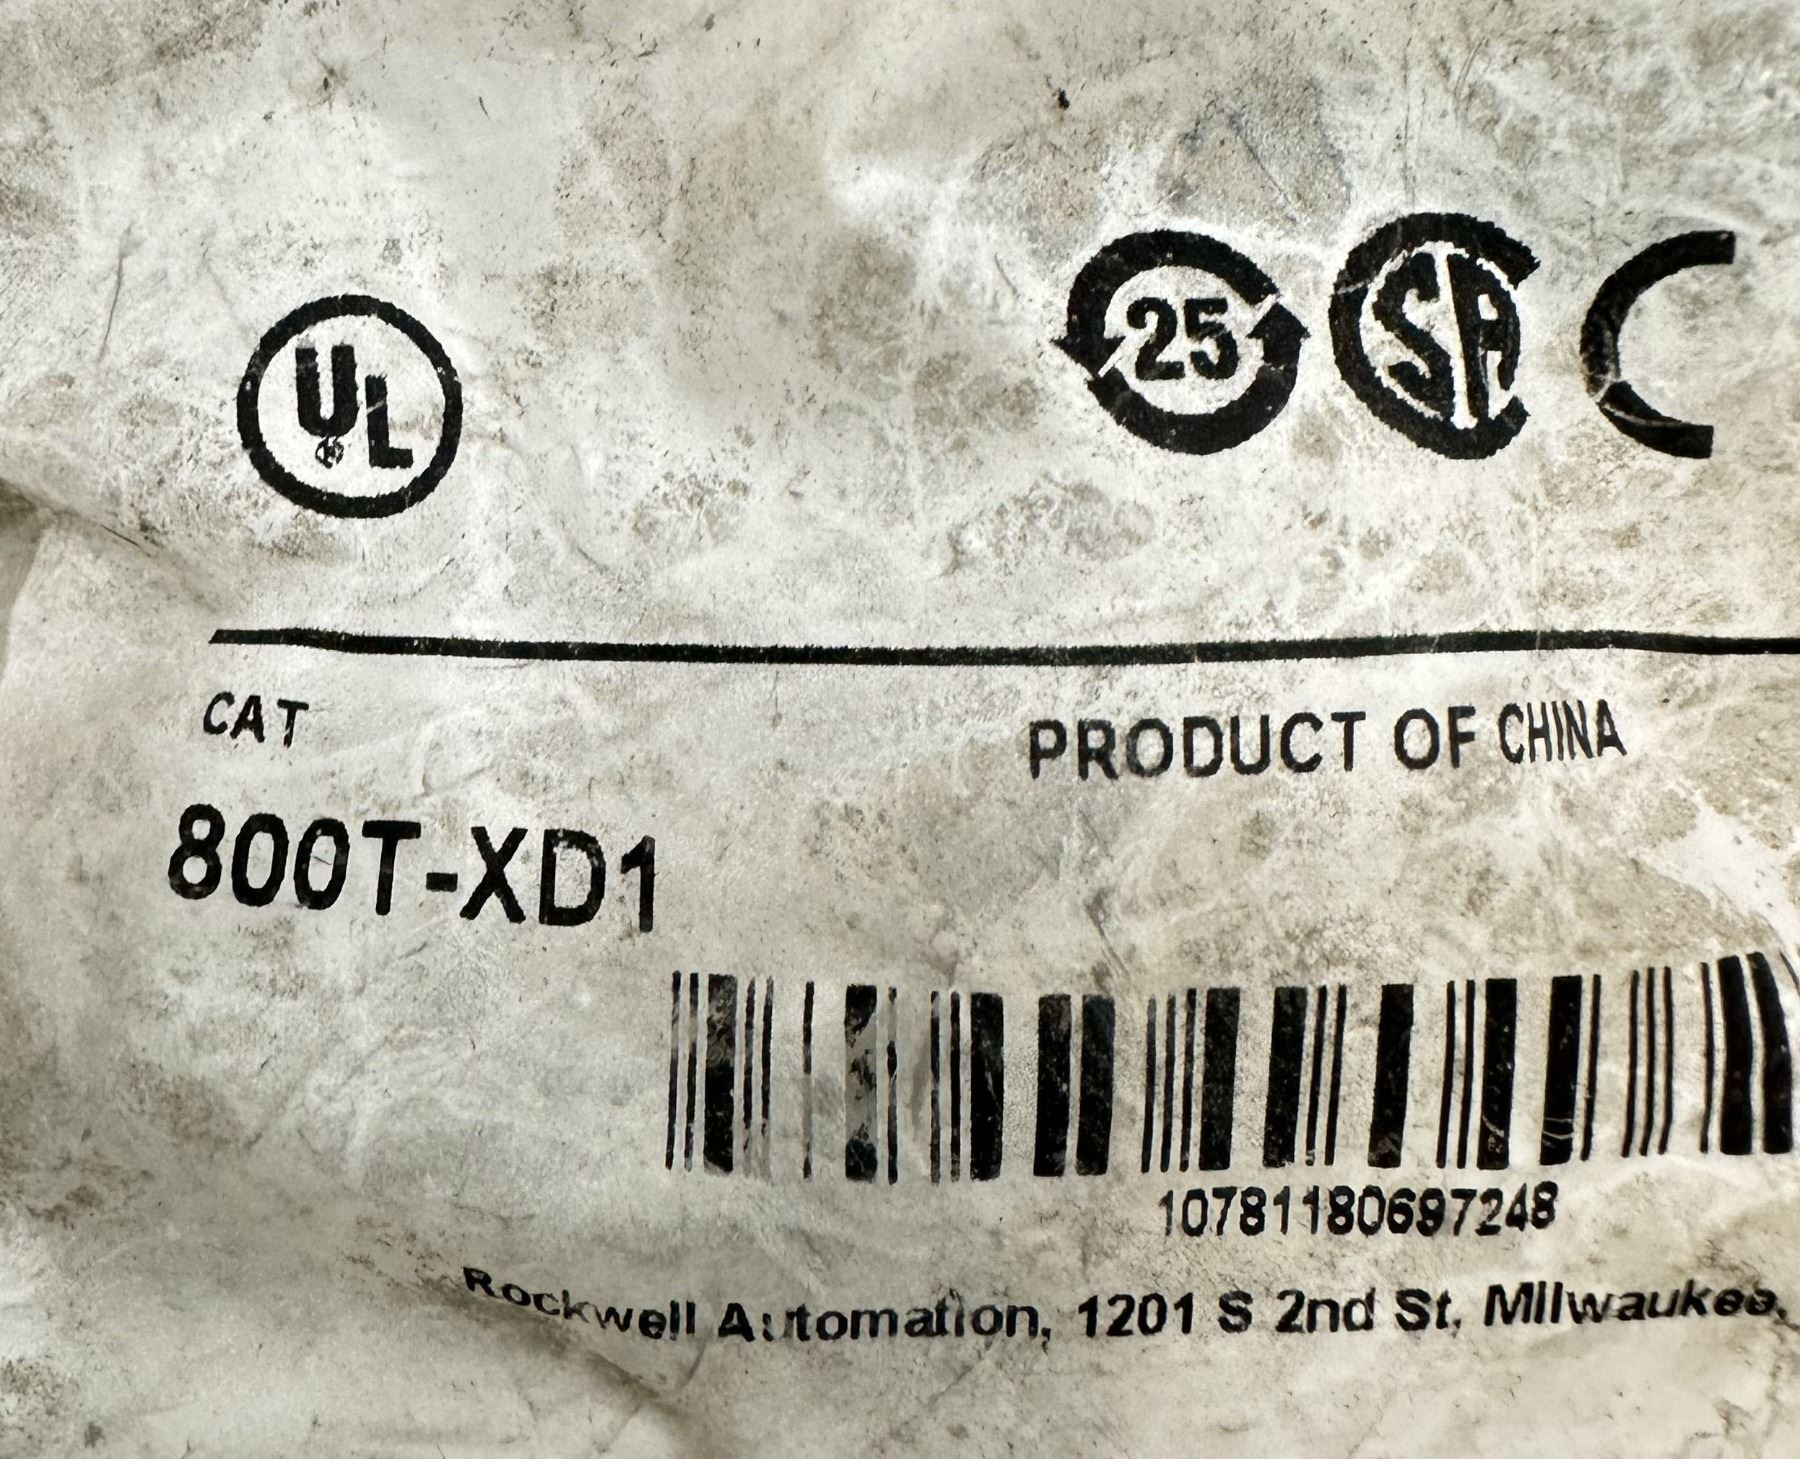 UL
25
SA
C
CAT
PRODUCT OF CHINA
800T-XD1
10781180697248
Rockwell Automation, 1201 S 2nd St, Milwaukee,